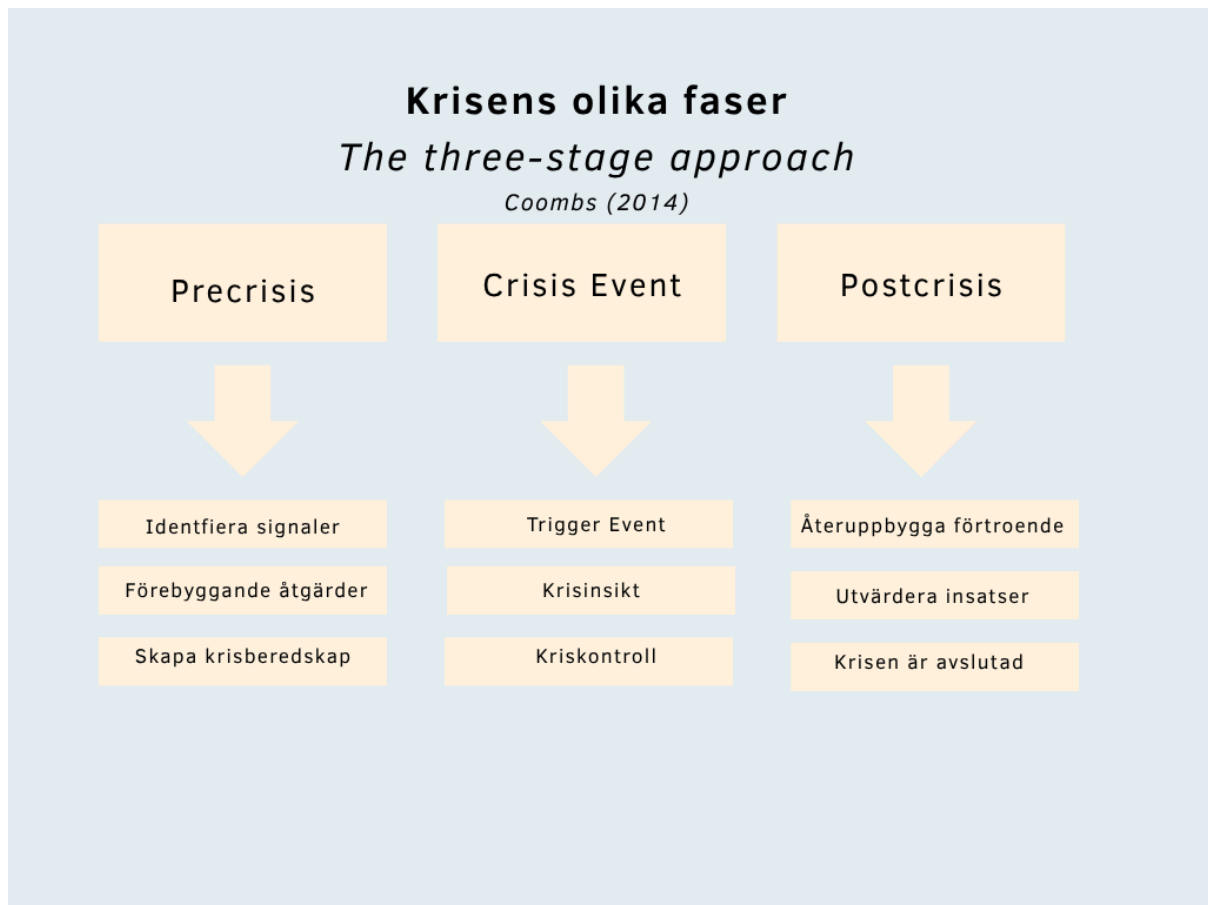 Krisens olika faser
The three-stage approach
Coombs (2014)
Precrisis
Crisis Event
Postcrisis
Identfiera signaler
Förebyggande åtgärder
Skapa krisberedskap
Trigger Event
Krisinsikt
Kriskontroll
Återuppbygga förtroende
Utvärdera insatser
Krisen är avslutad